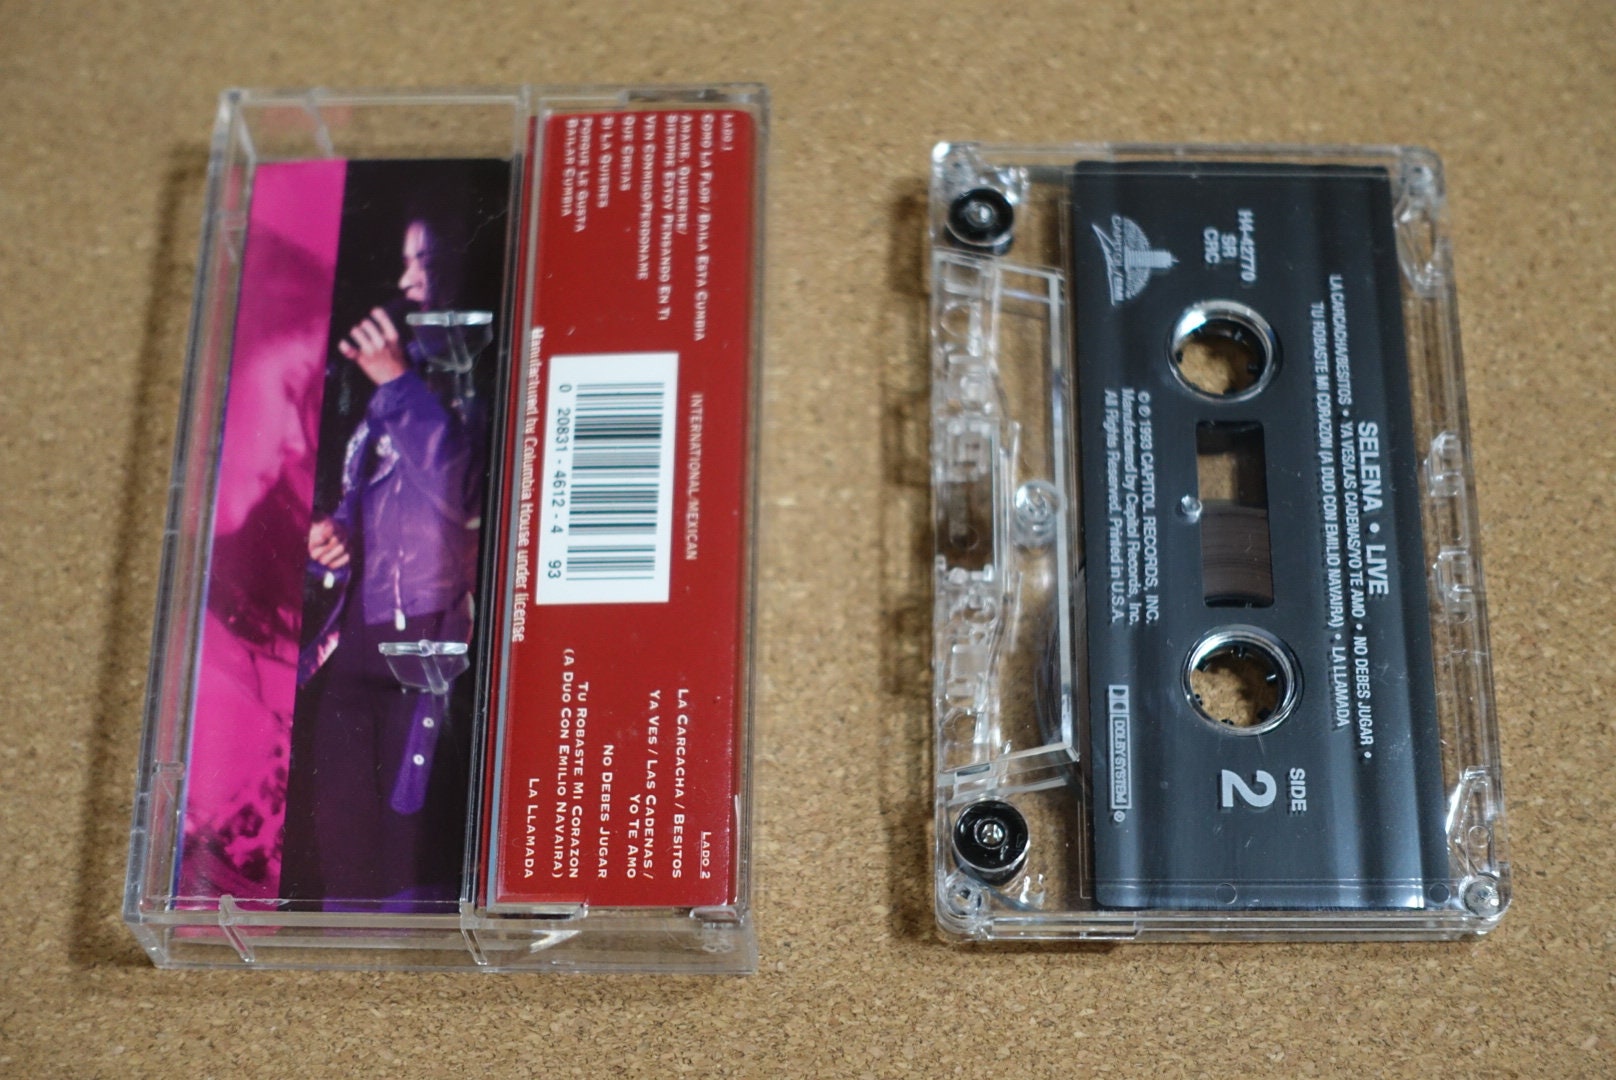 LADO 1
COMO LA FLOR / BAILA ESTA CUMBIA
AMAME, QUIEREME/
SIEMPRE ESTOY PENSANDO EN TI
VEN CONMIGO/PERDONAME
QUE CREIAS
SI LA QUIERES
PORQUE LE GUSTA
BAILAR CUMBIA
INTERNATIONAL/MEXICAN
0 20831-4612-4 93
Manufactured by Columbia House under license
LADO 2
LA CARCACHA / BESITOS
YA VES / LAS CADENAS /
YO TE AMO
NO DEBES JUGAR
TU ROBASTE MI CORAZON
(A DUO CON EMILIO NAVAIRA)
LA LLAMADA
SELENA • LIVE
LA CARCACHA/BESITOS • YA VES/LAS CADENAS/YO TE AMO • NO DEBES JUGAR •
TU ROBASTE MI CORAZON (A DUO CON EMILIO NAVAIRA) • LA LLAMADA
H4-42770
SR
CRC
SIDE
2
© ℗ 1993 CAPITOL RECORDS, INC.
Manufactured by Capitol Records, Inc.
All Rights Reserved. Printed in U.S.A.
DOLBY SYSTEM ®